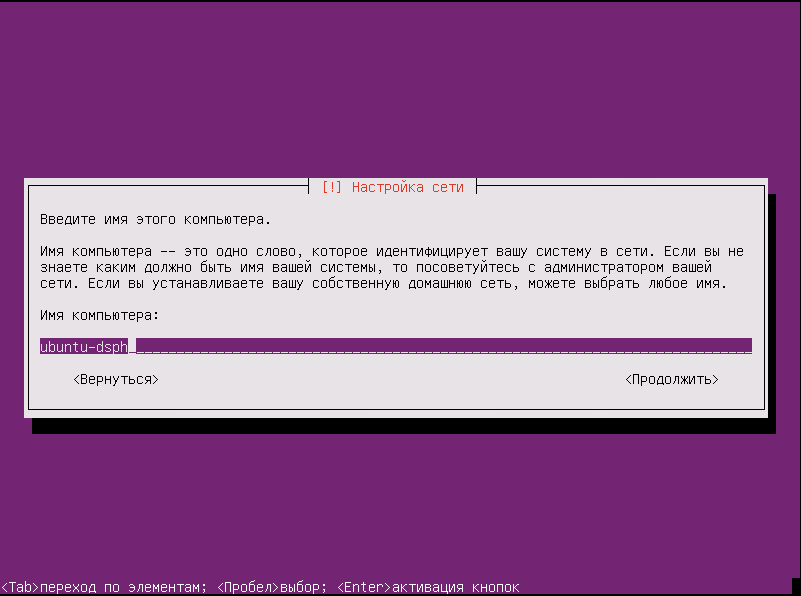 [!] Настройка сети
Введите имя этого компьютера.
Имя компьютера -- это одно слово, которое идентифицирует вашу систему в сети. Если вы не
знаете каким должно быть имя вашей системы, то посоветуйтесь с администратором вашей
сети. Если вы устанавливаете вашу собственную домашнюю сеть, можете выбрать любое имя.
Имя компьютера:
ubuntu-dsph
<Вернуться> <Продолжить>
<Tab>переход по элементам; <Пробел>выбор; <Enter>активация кнопок